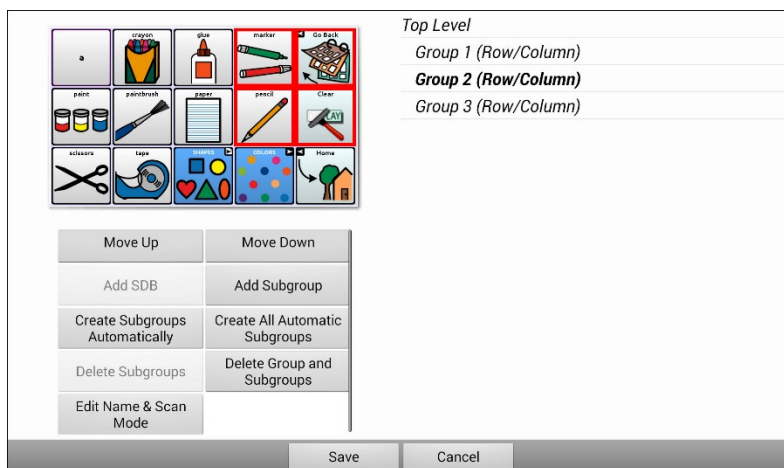 a
crayon
glue
marker
Go Back
paint
paintbrush
paper
pencil
Clear
LAY
scissors
tape
SHAPES
COLORS
Home
Move Up
Move Down
Add SDB
Add Subgroup
Create Subgroups
Automatically
Create All Automatic
Subgroups
Delete Subgroups
Delete Group and
Subgroups
Edit Name & Scan
Mode
Top Level
Group 1 (Row/Column)
Group 2 (Row/Column)
Group 3 (Row/Column)
Save
Cancel